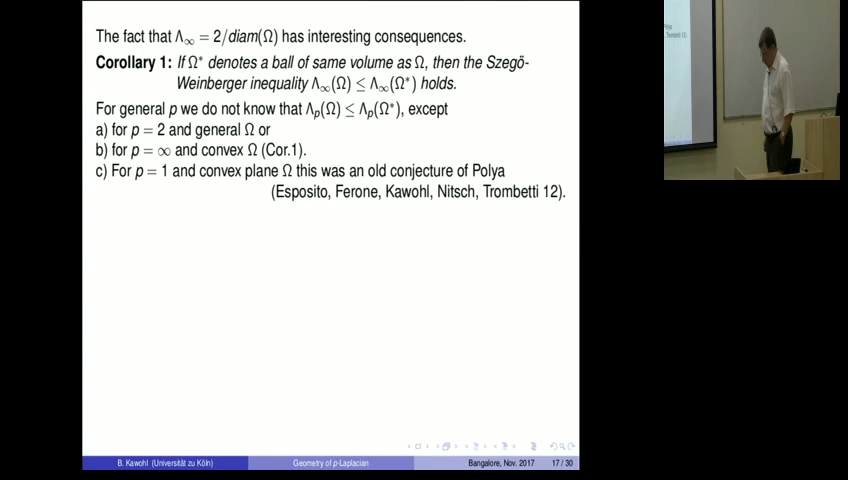 The fact that Λ∞ = 2/diam(Ω) has interesting consequences.
Corollary 1: If Ω* denotes a ball of same volume as Ω, then the Szegö-
Weinberger inequality Λ∞(Ω) ≤ Λ∞(Ω*) holds.
For general p we do not know that Λp(Ω) ≤ Λp(Ω*), except
a) for p = 2 and general Ω or
b) for p = ∞ and convex Ω (Cor.1).
c) For p = 1 and convex plane Ω this was an old conjecture of Polya
(Esposito, Ferone, Kawohl, Nitsch, Trombetti 12).
B. Kawohl (Universität zu Köln) Geometry of p-Laplacian Bangalore, Nov. 2017 17 / 30